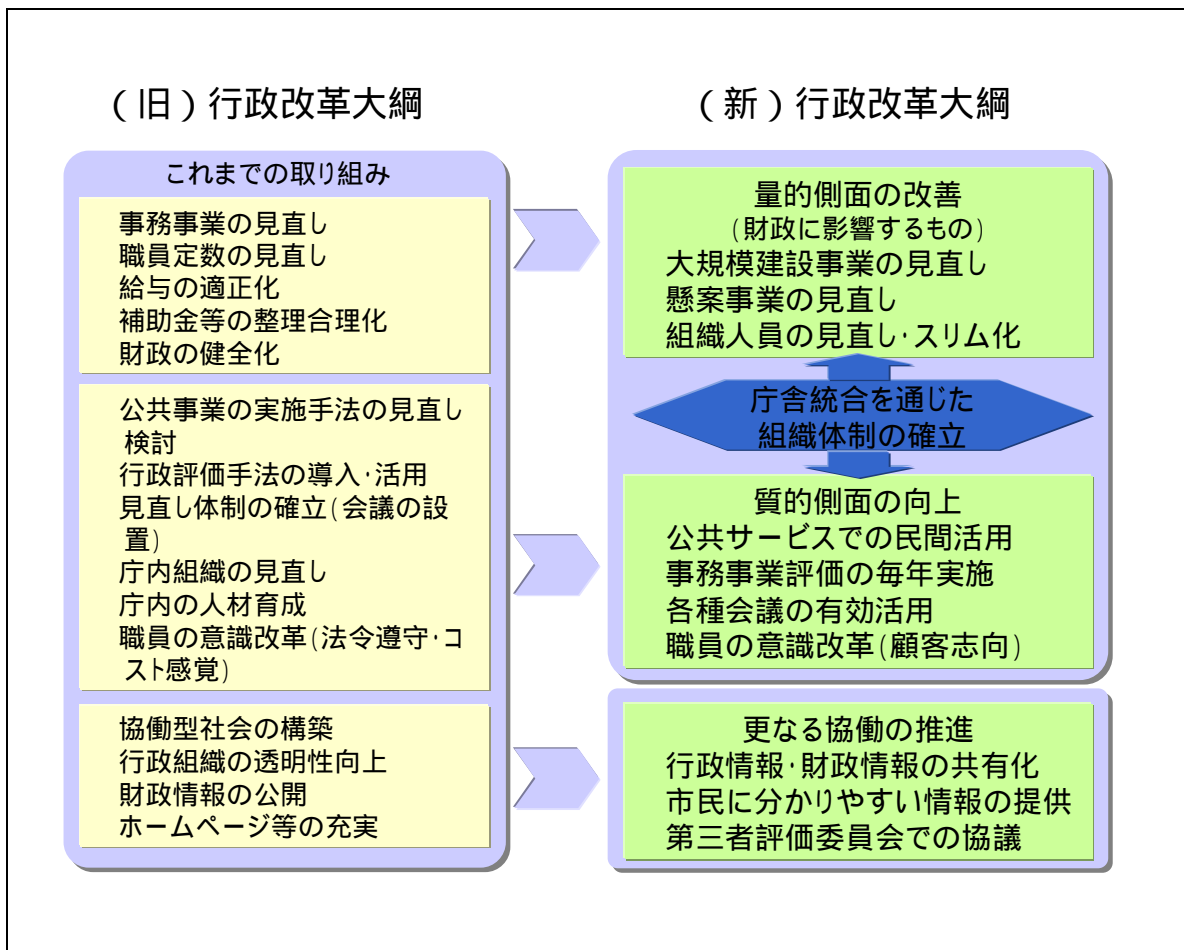 (旧)行政改革大綱
これまでの取り組み
事務事業の見直し
職員定数の見直し
給与の適正化
補助金等の整理合理化
財政の健全化
公共事業の実施手法の見直し
検討
行政評価手法の導入・活用
見直し体制の確立(会議の設
置)
庁内組織の見直し
庁内の人材育成
職員の意識改革(法令遵守・コ
スト感覚)
協働型社会の構築
行政組織の透明性向上
財政情報の公開
ホームページ等の充実
(新)行政改革大綱
量的側面の改善
(財政に影響するもの)
大規模建設事業の見直し
懸案事業の見直し
組織人員の見直し・スリム化
庁舎統合を通じた
組織体制の確立
質的側面の向上
公共サービスでの民間活用
事務事業評価の毎年実施
各種会議の有効活用
職員の意識改革(顧客志向)
更なる協働の推進
行政情報・財政情報の共有化
市民に分かりやすい情報の提供
第三者評価委員会での協議